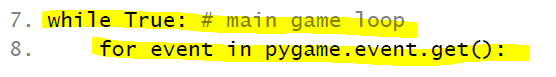 7. while True: # main game loop
8.     for event in pygame.event.get():